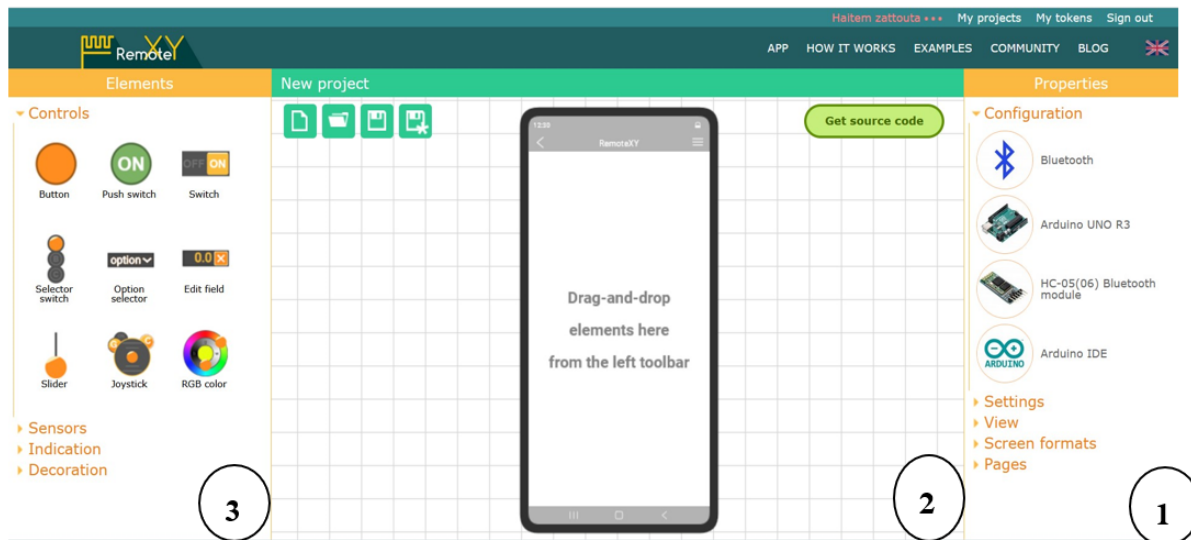 Haitem zattouta ••• My projects My tokens Sign out
RemoteXY
APP HOW IT WORKS EXAMPLES COMMUNITY BLOG
Elements
Controls
ON
OFF ON
Button Push switch Switch
option
0.0
Selector switch
Option selector
Edit field
Slider Joystick RGB color
Sensors
Indication
Decoration
3
New project
Get source code
13:59
RemoteXY
Drag-and-drop
elements here
from the left toolbar
2
Properties
Configuration
Bluetooth
Arduino UNO R3
HC-05(06) Bluetooth
module
ARDUINO
Arduino IDE
Settings
View
Screen formats
Pages
1